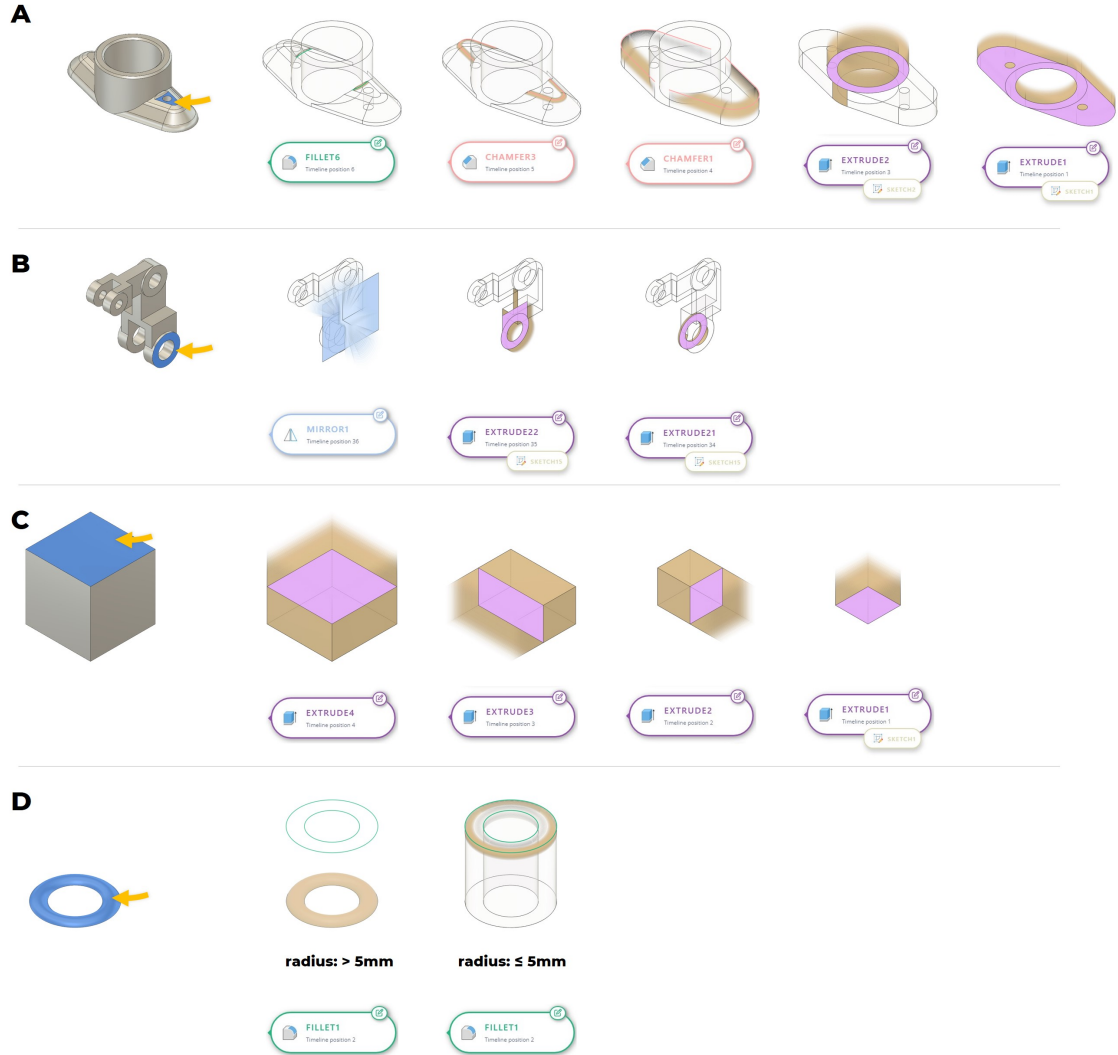 A
FILLET6
Timeline position 6
CHAMFER3
Timeline position 5
CHAMFER1
Timeline position 4
EXTRUDE2
Timeline position 3
SKETCH2
EXTRUDE1
Timeline position 1
SKETCH1
B
MIRROR1
Timeline position 36
EXTRUDE22
Timeline position 35
SKETCH15
EXTRUDE21
Timeline position 34
SKETCH15
C
EXTRUDE4
Timeline position 4
EXTRUDE3
Timeline position 3
EXTRUDE2
Timeline position 2
EXTRUDE1
Timeline position 1
SKETCH1
D
radius: > 5mm
radius: ≤ 5mm
FILLET1
Timeline position 2
FILLET1
Timeline position 2